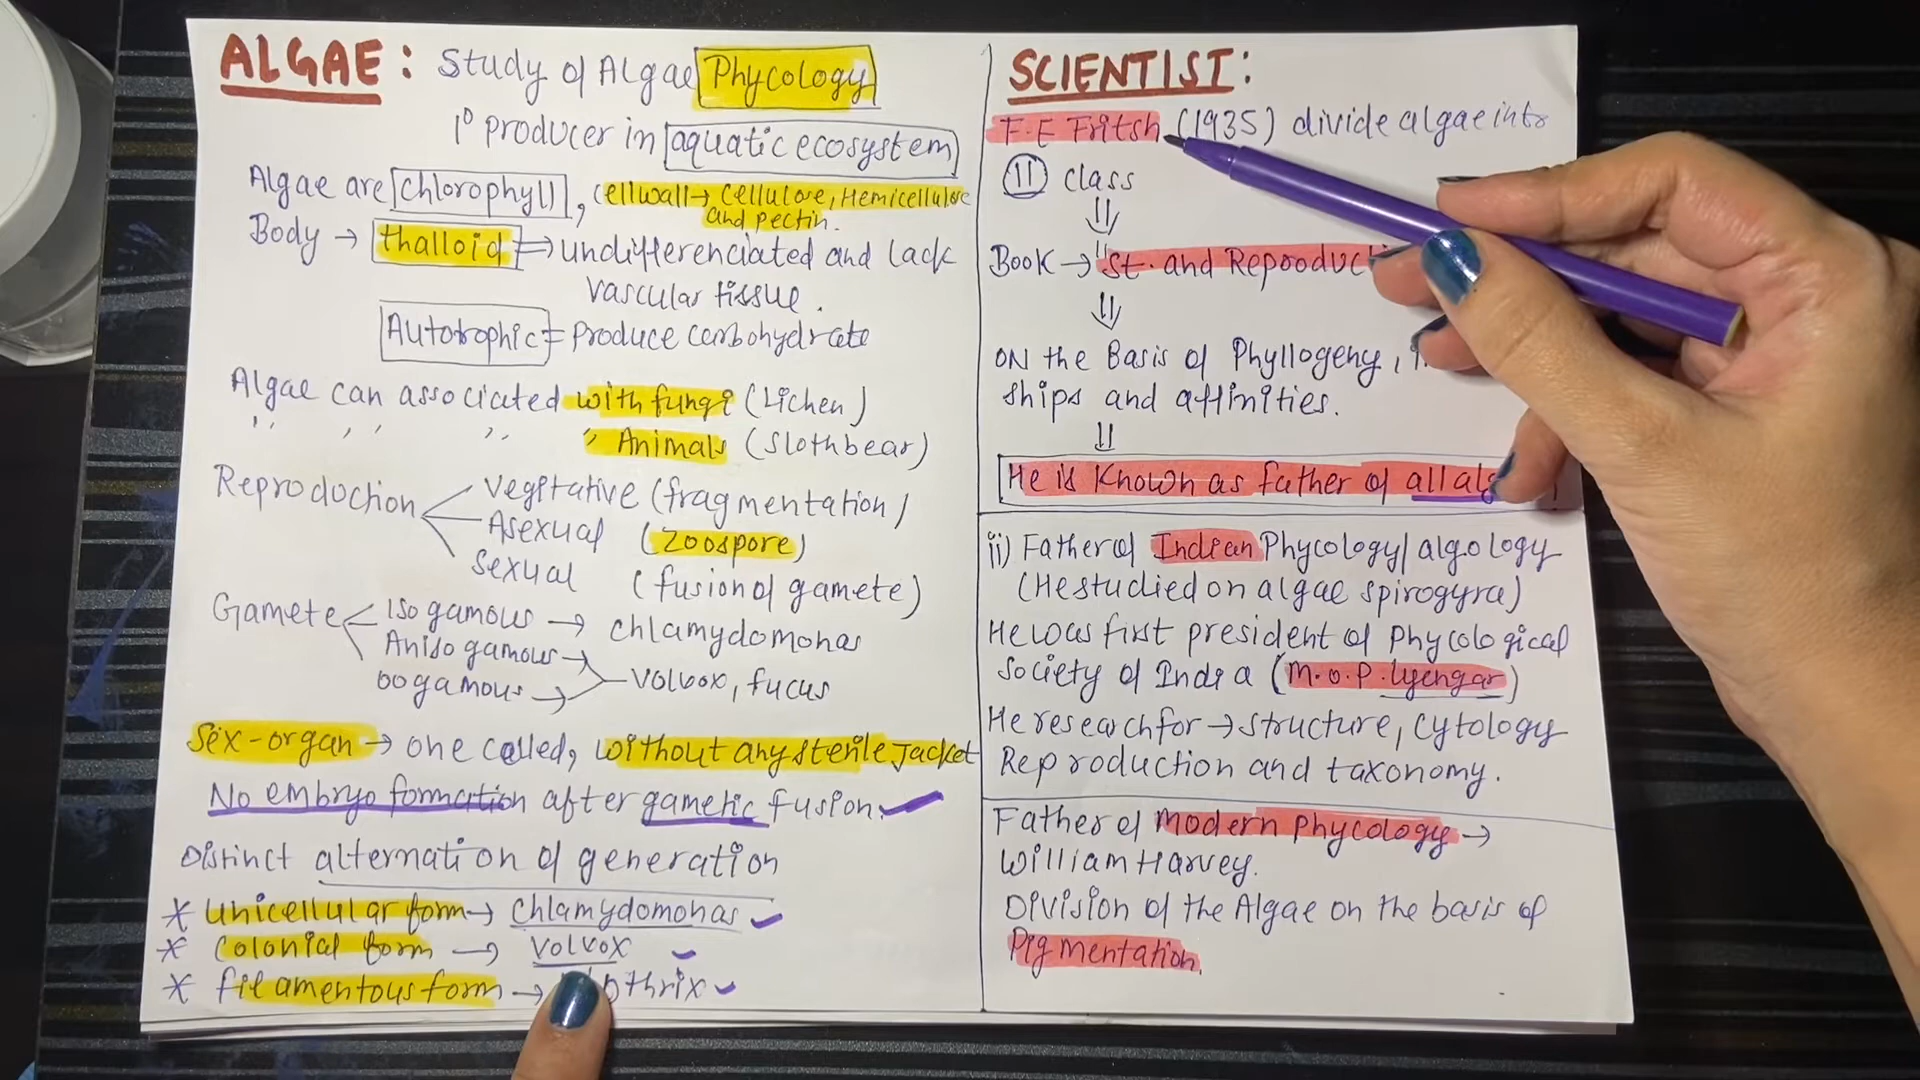 ALGAE: Study of Algae Phycology
1° producer in aquatic ecosystem
Algae are chlorophyll, cellwall→ cellulose, Hemicellulose
and pectin.
Body → thalloid ⇒ undifferenciated and lack
vascular tissue.
Autotrophic = Produce carbohydrate
Algae can associated with fungi (Lichen)
" " " " Animals (slothbear)
Reproduction
Vegitative (fragmentation)
Asexual (Zoospore)
Sexual (fusion of gamete)
Gamete
Isogamous → chlamydomonas
Anisogamous →
oogamous → volvox, fucus
Sex-organ → one celled, without any sterile Jacket
No embryo formation after gametic fusion.
Distinct alternation of generation
* Unicellular form → chlamydomonas
* Colonial form → volvox
* filamentous form → thrix
SCIENTIST:
F.E Fritsh (1935) divide algae into
11 class
⇓
Book → "St. and Reproduct
⇓
ON the Basis of Phyllogeny,
ships and affinities.
⇓
He is Known as father of all
ii) Father of Indian Phycology/algology
(He studied on algae spirogyra)
He was first president of Phycological
Society of India (M.O.P. Iyengar)
He research for → structure, Cytology
Reproduction and taxonomy.
Father of modern phycology →
William Harvey.
Division of the Algae on the basis of
Pigmentation.